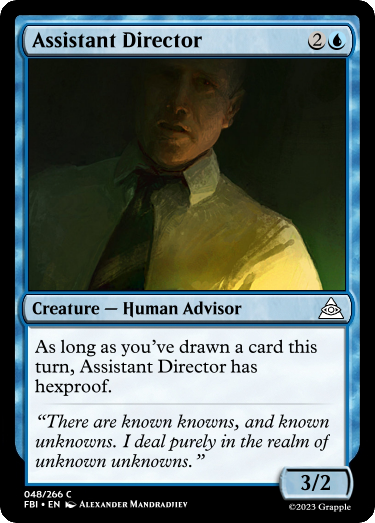 Assistant Director 2
Creature — Human Advisor
As long as you've drawn a card this
turn, Assistant Director has
hexproof.
“There are known knowns, and known
unknowns. I deal purely in the realm of
unknown unknowns.”
3/2
048/266 C
FBI • EN Alexander Mandradjiev
©2023 Grapple